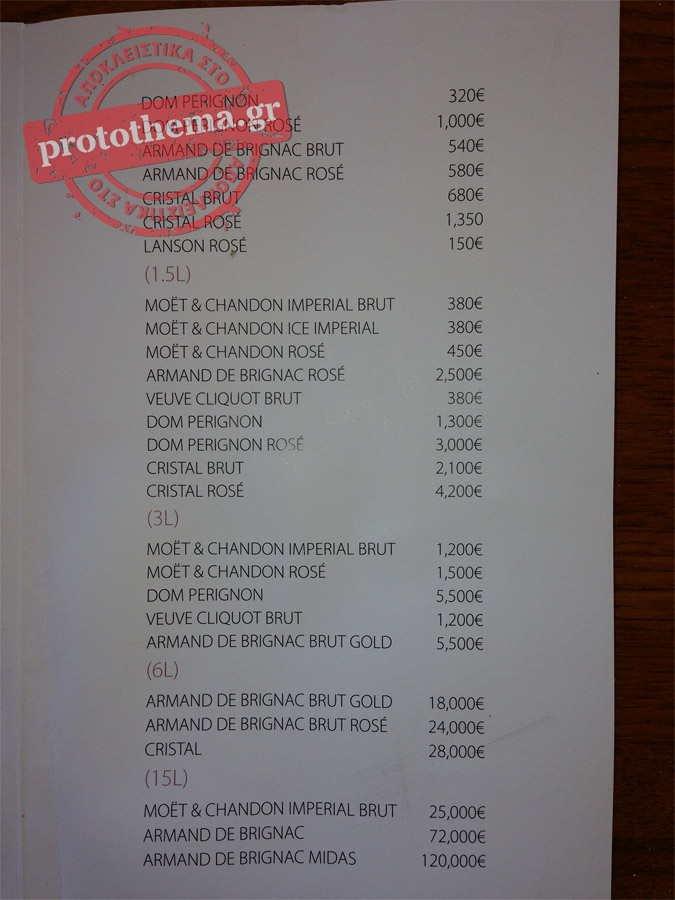 ΑΠΟΚΛΕΙΣΤΙΚΑ ΣΤΟ
protothema.gr
ΑΠΟΚΛΕΙΣΤΙΚΑ ΣΤΟ
DOM PERIGNON 320€
DOM PERIGNON ROSÉ 1,000€
ARMAND DE BRIGNAC BRUT 540€
ARMAND DE BRIGNAC ROSÉ 580€
CRISTAL BRUT 680€
CRISTAL ROSÉ 1,350
LANSON ROSÉ 150€
(1.5L)
MOËT & CHANDON IMPERIAL BRUT 380€
MOËT & CHANDON ICE IMPERIAL 380€
MOËT & CHANDON ROSÉ 450€
ARMAND DE BRIGNAC ROSÉ 2,500€
VEUVE CLIQUOT BRUT 380€
DOM PERIGNON 1,300€
DOM PERIGNON ROSÉ 3,000€
CRISTAL BRUT 2,100€
CRISTAL ROSÉ 4,200€
(3L)
MOËT & CHANDON IMPERIAL BRUT 1,200€
MOËT & CHANDON ROSÉ 1,500€
DOM PERIGNON 5,500€
VEUVE CLIQUOT BRUT 1,200€
ARMAND DE BRIGNAC BRUT GOLD 5,500€
(6L)
ARMAND DE BRIGNAC BRUT GOLD 18,000€
ARMAND DE BRIGNAC BRUT ROSÉ 24,000€
CRISTAL 28,000€
(15L)
MOËT & CHANDON IMPERIAL BRUT 25,000€
ARMAND DE BRIGNAC 72,000€
ARMAND DE BRIGNAC MIDAS 120,000€